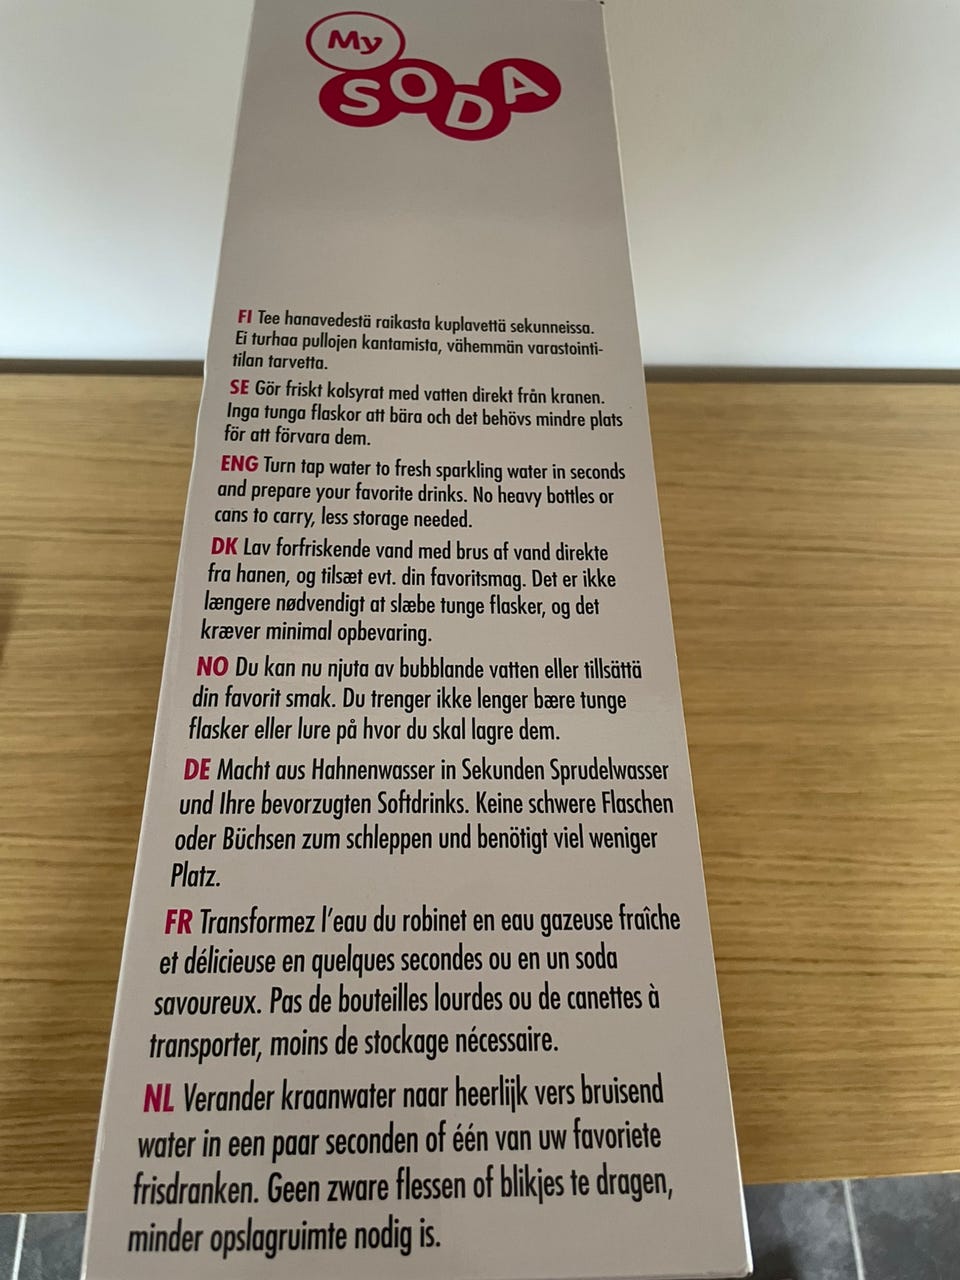 My
SODA
FI Tee hanavedestä raikasta kuplavettä sekunneissa.
Ei turhaa pullojen kantamista, vähemmän varastointi-
tilan tarvetta.
SE Gör friskt kolsyrat med vatten direkt från kranen.
Inga tunga flaskor att bära och det behövs mindre plats
för att förvara dem.
ENG Turn tap water to fresh sparkling water in seconds
and prepare your favorite drinks. No heavy bottles or
cans to carry, less storage needed.
DK Lav forfriskende vand med brus af vand direkte
fra hanen, og tilsæt evt. din favoritsmag. Det er ikke
længere nødvendigt at slæbe tunge flasker, og det
kræver minimal opbevaring.
NO Du kan nu njuta av bubblande vatten eller tillsättä
din favorit smak. Du trenger ikke lenger bære tunge
flasker eller lure på hvor du skal lagre dem.
DE Macht aus Hahnenwasser in Sekunden Sprudelwasser
und Ihre bevorzugten Softdrinks. Keine schwere Flaschen
oder Büchsen zum schleppen und benötigt viel weniger
Platz.
FR Transformez l'eau du robinet en eau gazeuse fraîche
et délicieuse en quelques secondes ou en un soda
savoureux. Pas de bouteilles lourdes ou de canettes à
transporter, moins de stockage nécessaire.
NL Verander kraanwater naar heerlijk vers bruisend
water in een paar seconden of één van uw favoriete
frisdranken. Geen zware flessen of blikjes te dragen,
minder opslagruimte nodig is.